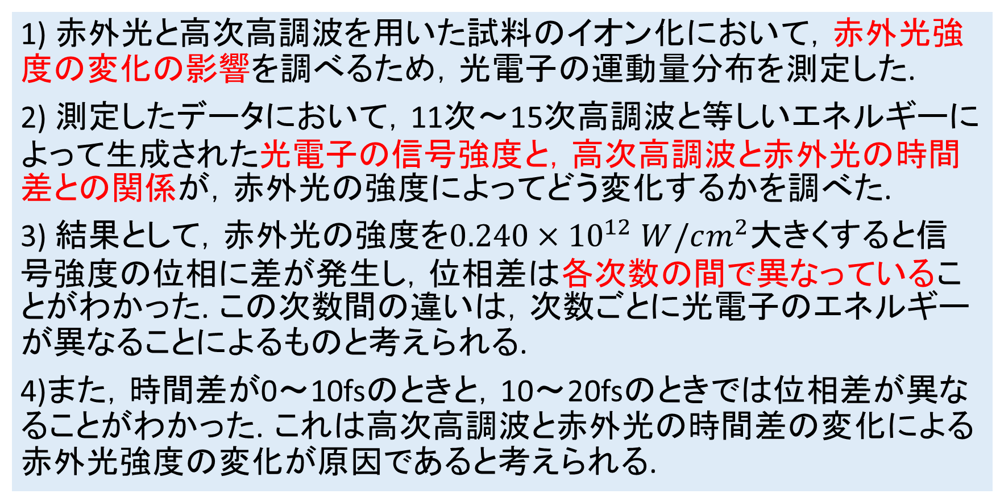 1) 赤外光と高次高調波を用いた試料のイオン化において，赤外光強
度の変化の影響を調べるため，光電子の運動量分布を測定した.
2) 測定したデータにおいて，11次～15次高調波と等しいエネルギーに
よって生成された光電子の信号強度と，高次高調波と赤外光の時間
差との関係が，赤外光の強度によってどう変化するかを調べた.
3) 結果として，赤外光の強度を0.240 × 10¹² W/cm²大きくすると信
号強度の位相に差が発生し，位相差は各次数の間で異なっているこ
とがわかった. この次数間の違いは，次数ごとに光電子のエネルギー
が異なることによるものと考えられる.
4)また，時間差が0～10fsのときと，10～20fsのときでは位相差が異な
ることがわかった. これは高次高調波と赤外光の時間差の変化による
赤外光強度の変化が原因であると考えられる.